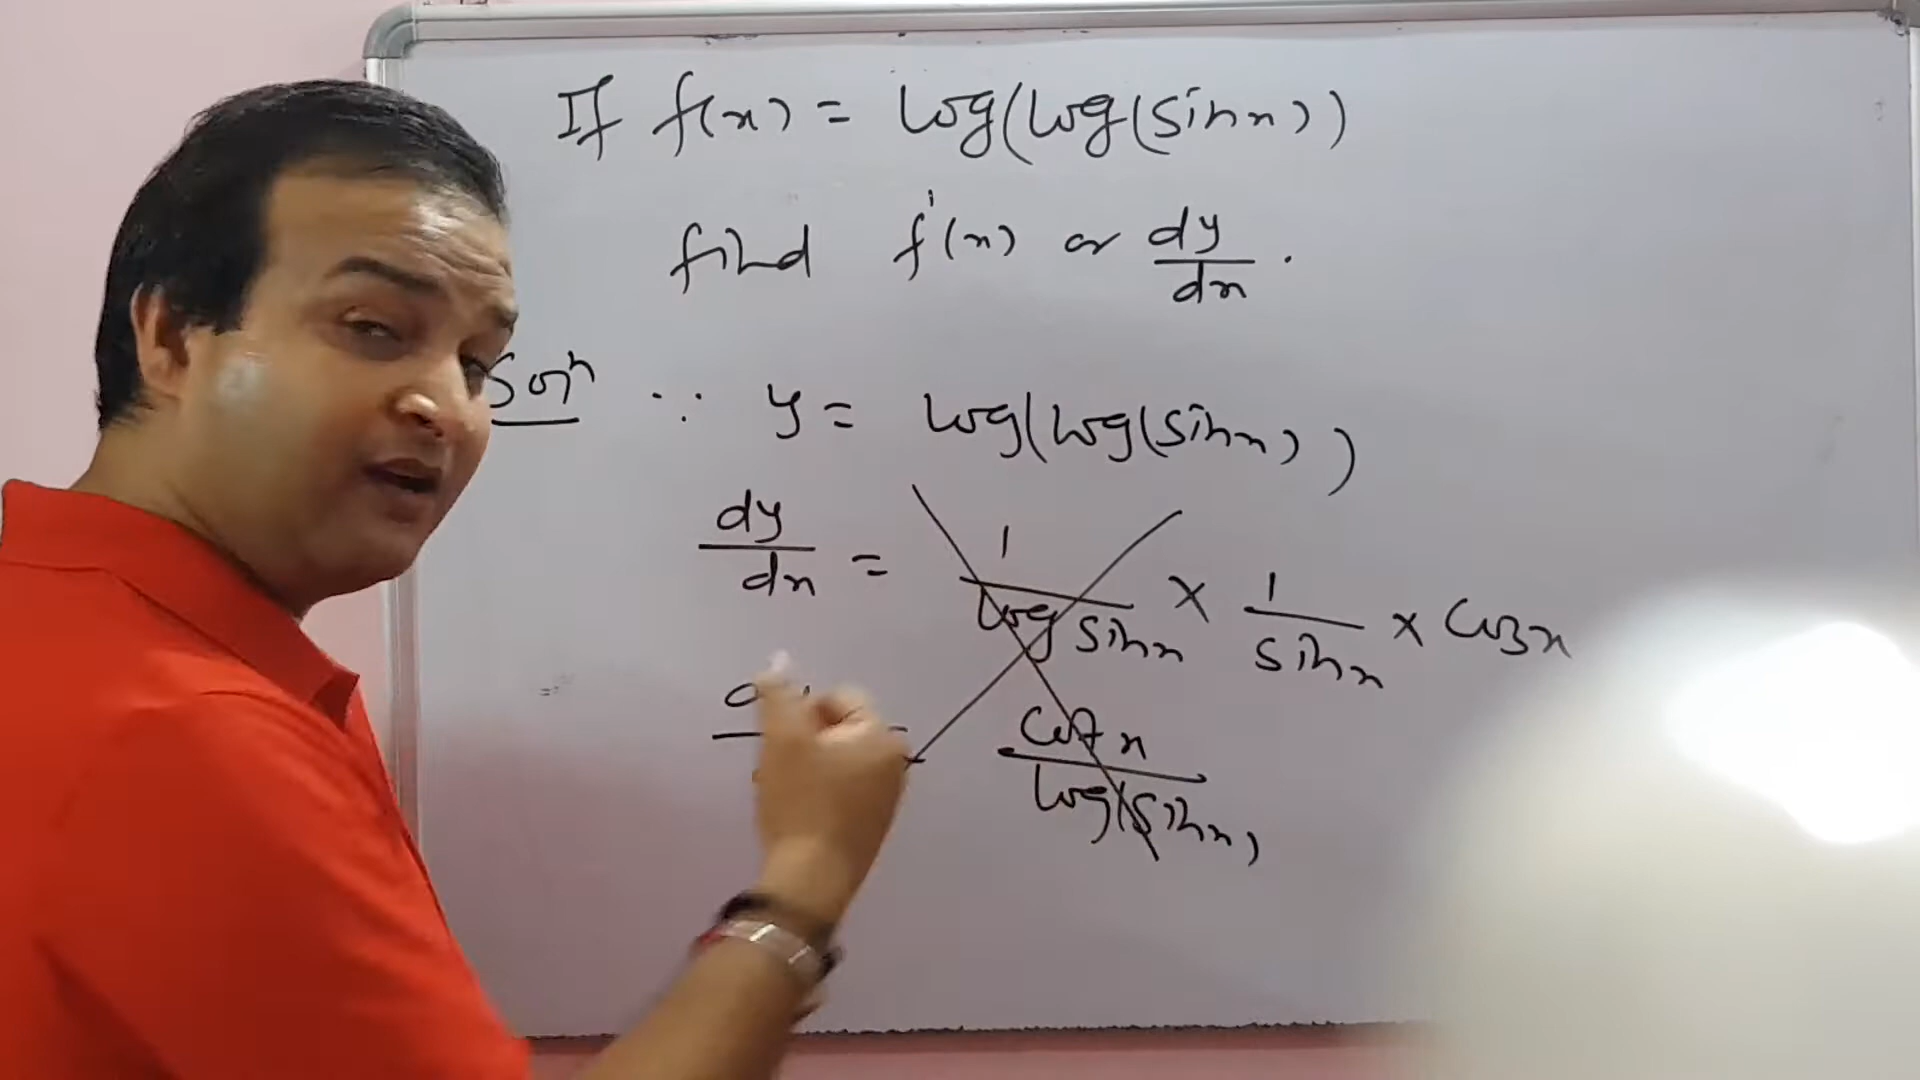 If f(x) = log(log(sinx))
find f'(x) or dy/dx.
Solⁿ ∵ y = log(log(sinx))
dy/dx = 1/log sinx × 1/sinx × cosx
= cotx/log(sinx)